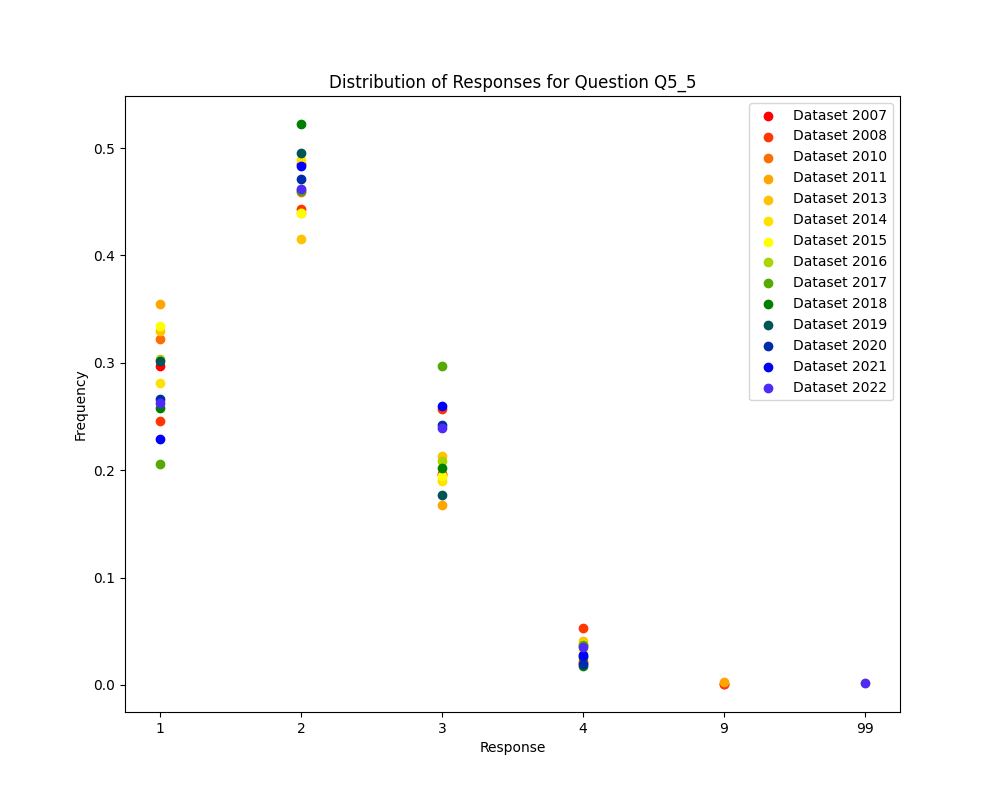 Distribution of Responses for Question Q5_5
Frequency
0.5
0.4
0.3
0.2
0.1
0.0
1
2
3
4
9
99
Response
Dataset 2007
Dataset 2008
Dataset 2010
Dataset 2011
Dataset 2013
Dataset 2014
Dataset 2015
Dataset 2016
Dataset 2017
Dataset 2018
Dataset 2019
Dataset 2020
Dataset 2021
Dataset 2022